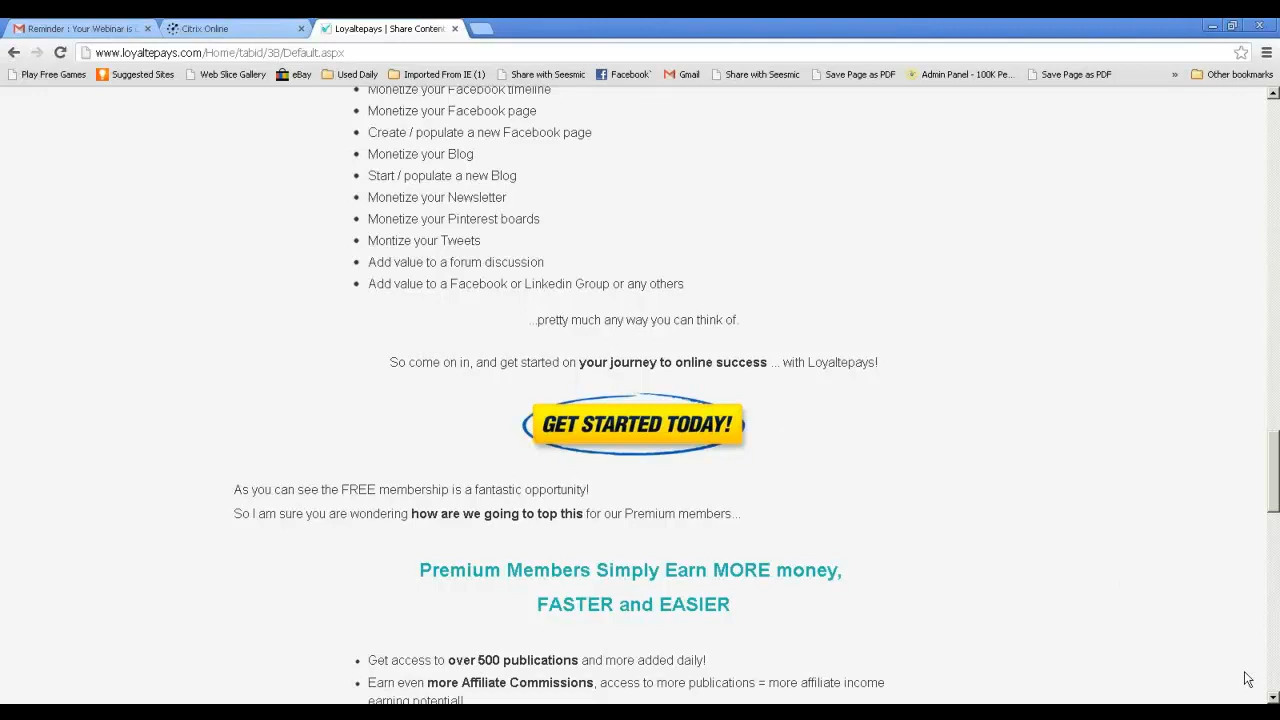 Reminder : Your Webinar is
Citrix Online
Loyaltepays | Share Content
www.loyaltepays.com/Home/tabid/38/Default.aspx
Play Free Games
Suggested Sites
Web Slice Gallery
eBay
Used Daily
Imported From IE (1)
Share with Seesmic
Facebook
Gmail
Share with Seesmic
Save Page as PDF
Admin Panel - 100K Pe...
Save Page as PDF
»
Other bookmarks
Monetize your Facebook timeline
Monetize your Facebook page
Create / populate a new Facebook page
Monetize your Blog
Start / populate a new Blog
Monetize your Newsletter
Monetize your Pinterest boards
Montize your Tweets
Add value to a forum discussion
Add value to a Facebook or Linkedin Group or any others
...pretty much any way you can think of.
So come on in, and get started on your journey to online success ... with Loyaltepays!
GET STARTED TODAY!
As you can see the FREE membership is a fantastic opportunity!
So I am sure you are wondering how are we going to top this for our Premium members...
Premium Members Simply Earn MORE money,
FASTER and EASIER
Get access to over 500 publications and more added daily!
Earn even more Affiliate Commissions, access to more publications = more affiliate income
earning potential!